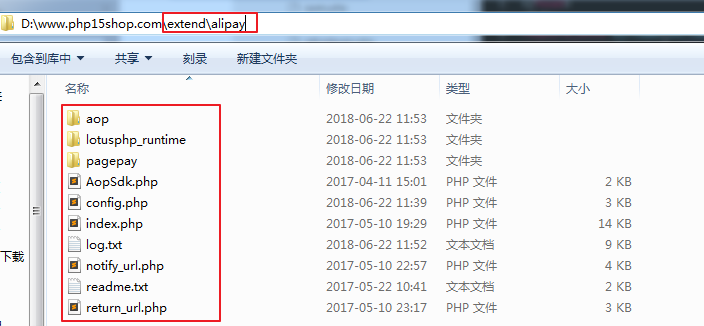 D:\www.php15shop.com\extend\alipay
包含到库中 共享 刻录 新建文件夹
名称 修改日期 类型 大小
aop 2018-06-22 11:53 文件夹
lotusphp_runtime 2018-06-22 11:53 文件夹
pagepay 2018-06-22 11:53 文件夹
AopSdk.php 2017-04-11 15:01 PHP 文件 2 KB
config.php 2018-06-22 11:39 PHP 文件 3 KB
index.php 2017-05-10 19:29 PHP 文件 14 KB
log.txt 2018-06-22 11:52 文本文档 9 KB
下载
notify_url.php 2017-05-10 22:57 PHP 文件 4 KB
readme.txt 2017-05-22 10:41 文本文档 2 KB
return_url.php 2017-05-10 23:17 PHP 文件 3 KB